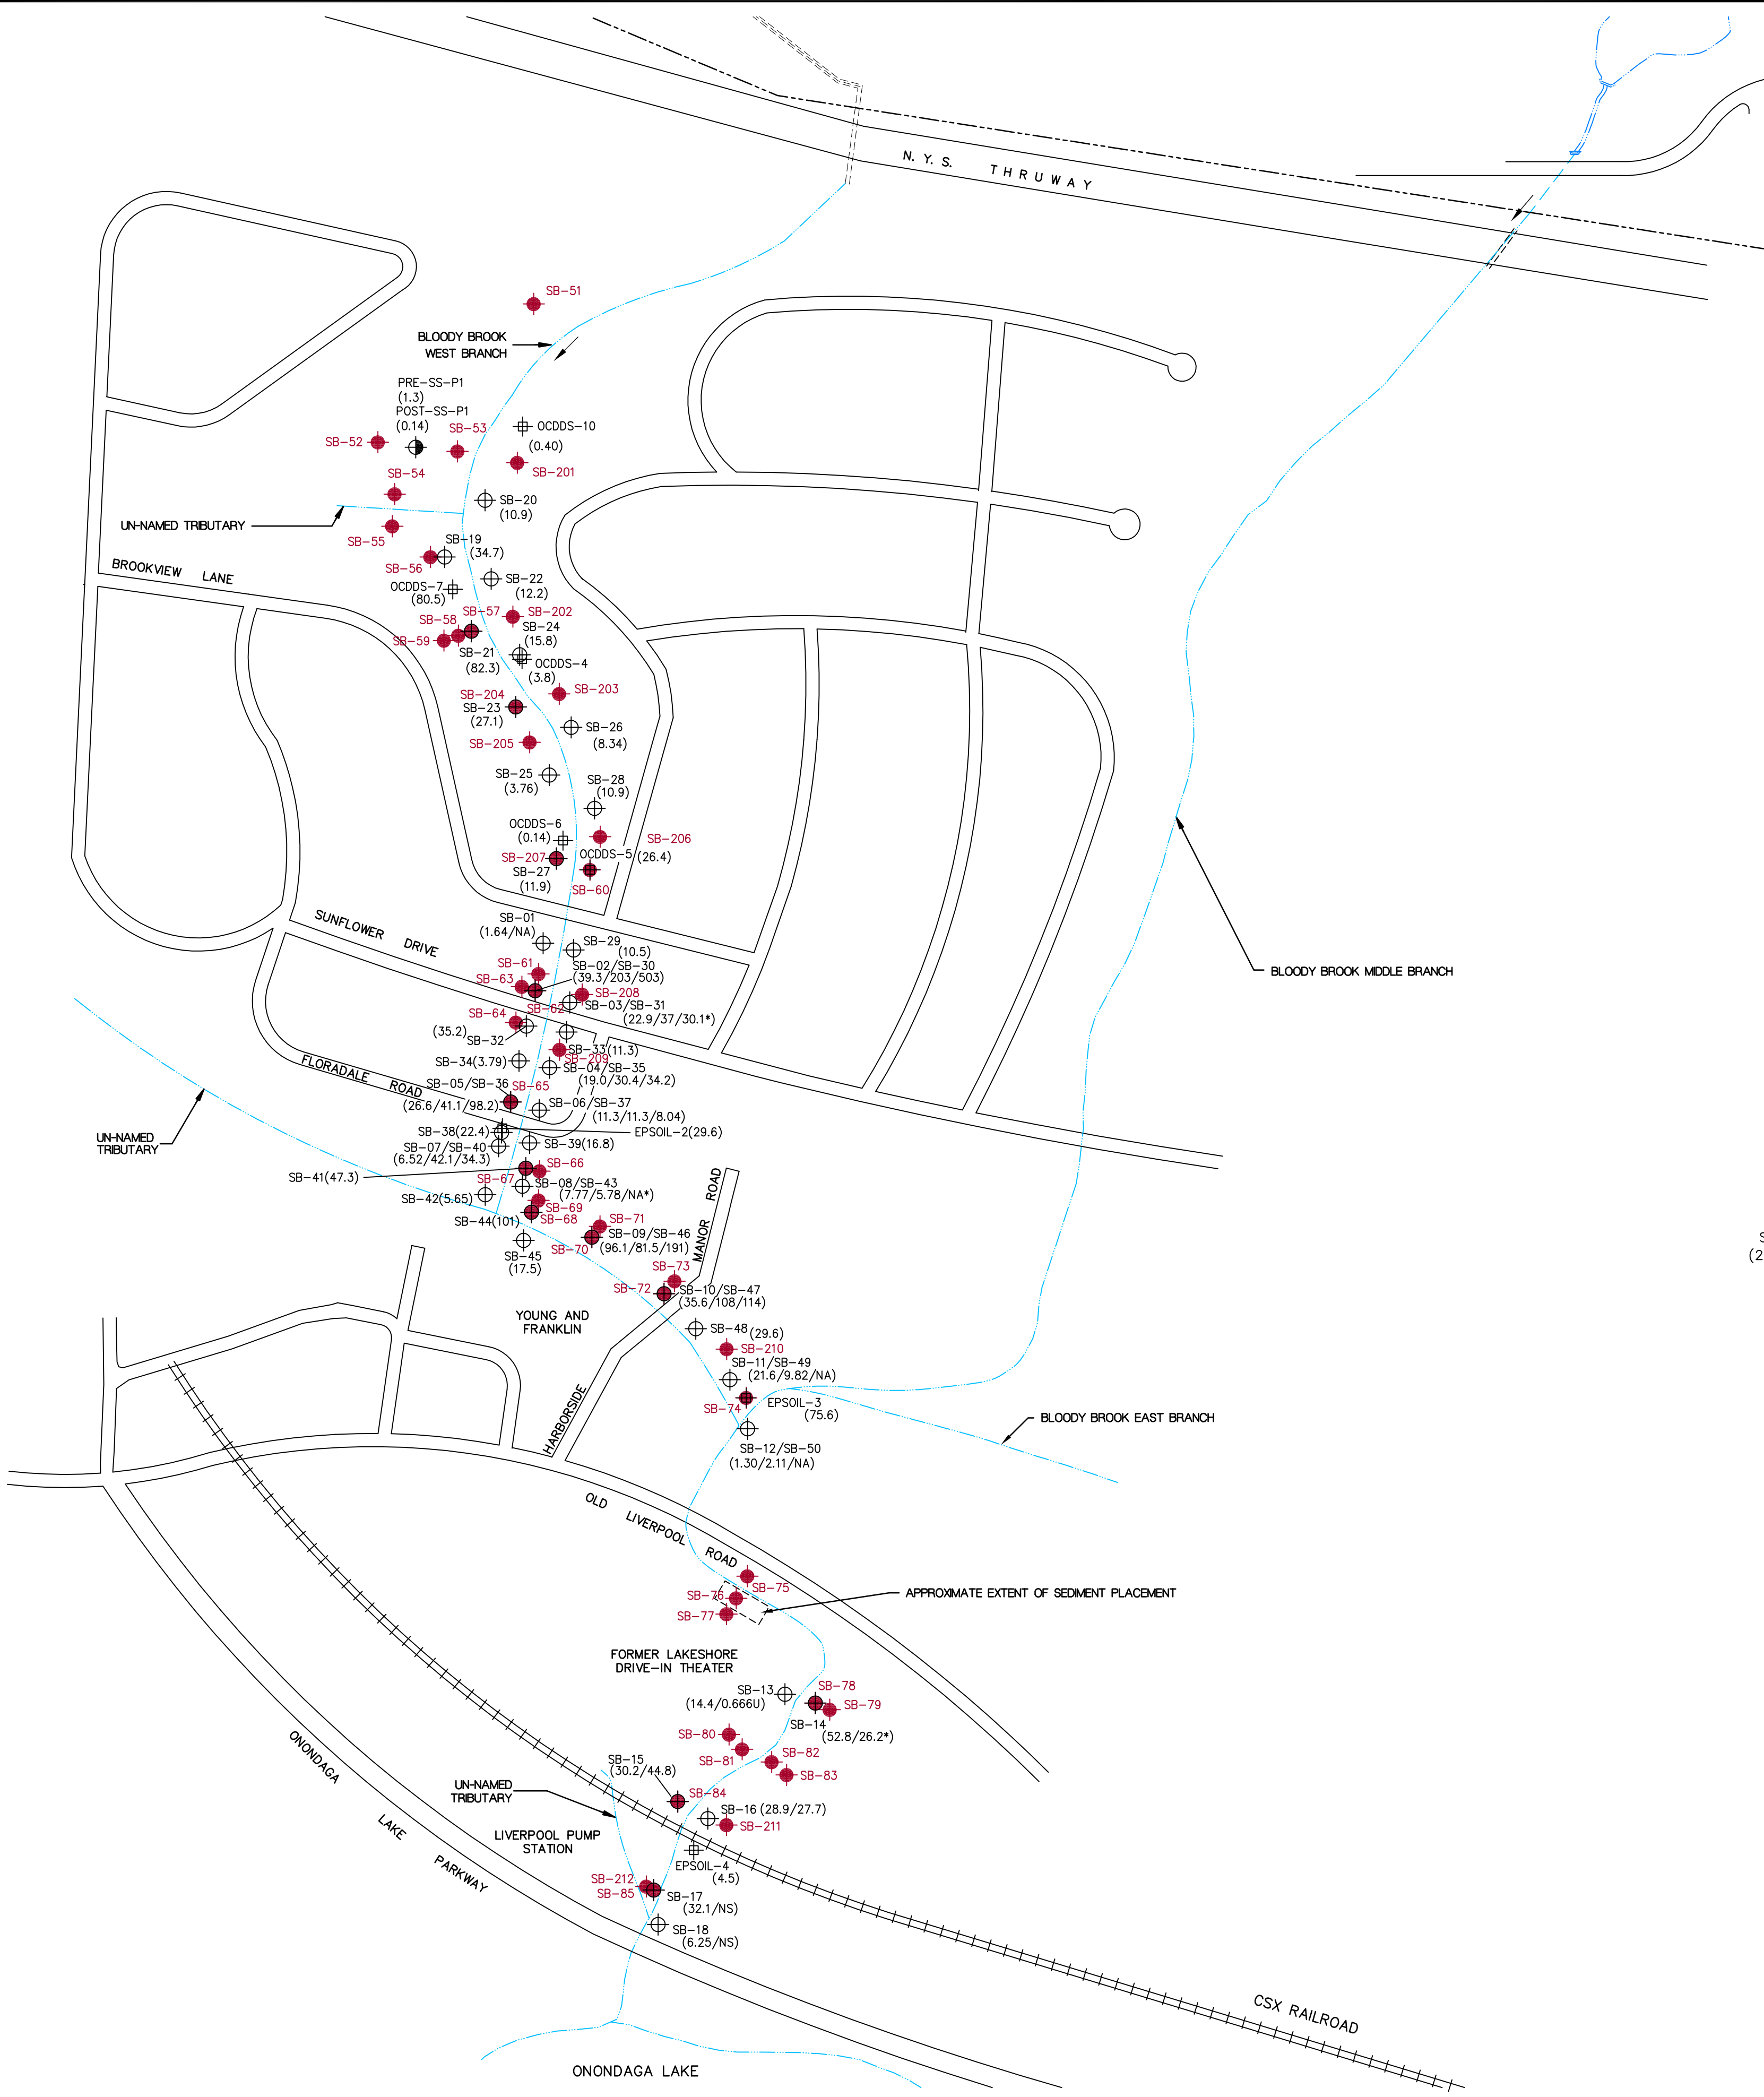 N. Y. S. THRUWAY
SB-51
BLOODY BROOK
WEST BRANCH
PRE-SS-P1
(1.3)
POST-SS-P1
(0.14)
SB-52
SB-53
OCDDS-10
(0.40)
SB-201
SB-54
SB-20
(10.9)
UN-NAMED TRIBUTARY
SB-55
SB-19
(34.7)
SB-56
BROOKVIEW LANE
SB-22
(12.2)
OCDDS-7
(80.5)
SB-57
SB-202
SB-58
SB-59
SB-24
(15.8)
SB-21
(82.3)
OCDDS-4
(3.8)
SB-204
SB-203
SB-23
(27.1)
SB-26
(8.34)
SB-205
SB-25
(3.76)
SB-28
(10.9)
OCDDS-6
(0.14)
SB-206
SB-207
OCDDS-5 (26.4)
SB-27
(11.9)
SB-60
SB-01
(1.64/NA)
SUNFLOWER DRIVE
SB-29
(10.5)
SB-61
SB-02/SB-30
(39.3/203/503)
SB-63
SB-208
SB-62
SB-03/SB-31
(22.9/37/30.1*)
SB-64
(35.2)
SB-32
SB-33(11.3)
SB-209
SB-34(3.79)
SB-04/SB-35
(19.0/30.4/34.2)
FLORADALE ROAD
SB-05/SB-36
SB-65
(26.6/41.1/98.2)
SB-06/SB-37
(11.3/11.3/8.04)
SB-38(22.4)
EPSOIL-2(29.6)
SB-39(16.8)
SB-07/SB-40
(6.52/42.1/34.3)
UN-NAMED
TRIBUTARY
SB-41(47.3)
SB-66
SB-67
SB-08/SB-43
(7.77/5.78/NA*)
SB-42(5.65)
SB-69
SB-68
SB-44(101)
SB-71
SB-09/SB-46
(96.1/81.5/191)
SB-70
SB-45
(17.5)
MANOR ROAD
SB-73
SB-72
SB-10/SB-47
(35.6/108/114)
YOUNG AND
FRANKLIN
SB-48
(29.6)
SB-210
SB-11/SB-49
(21.6/9.82/NA)
SB-74
EPSOIL-3
(75.6)
HARBORSIDE
SB-12/SB-50
(1.30/2.11/NA)
BLOODY BROOK MIDDLE BRANCH
BLOODY BROOK EAST BRANCH
S
(2
OLD LIVERPOOL ROAD
SB-75
SB-76
SB-77
APPROXIMATE EXTENT OF SEDIMENT PLACEMENT
FORMER LAKESHORE
DRIVE-IN THEATER
SB-13
(14.4/0.666U)
SB-78
SB-79
SB-14
(52.8/26.2*)
SB-80
SB-81
SB-82
SB-83
SB-15
(30.2/44.8)
UN-NAMED
TRIBUTARY
SB-84
SB-16 (28.9/27.7)
SB-211
LIVERPOOL PUMP
STATION
EPSOIL-4
(4.5)
SB-212
SB-85
SB-17
(32.1/NS)
SB-18
(6.25/NS)
ONONDAGA LAKE PARKWAY
CSX RAILROAD
ONONDAGA LAKE